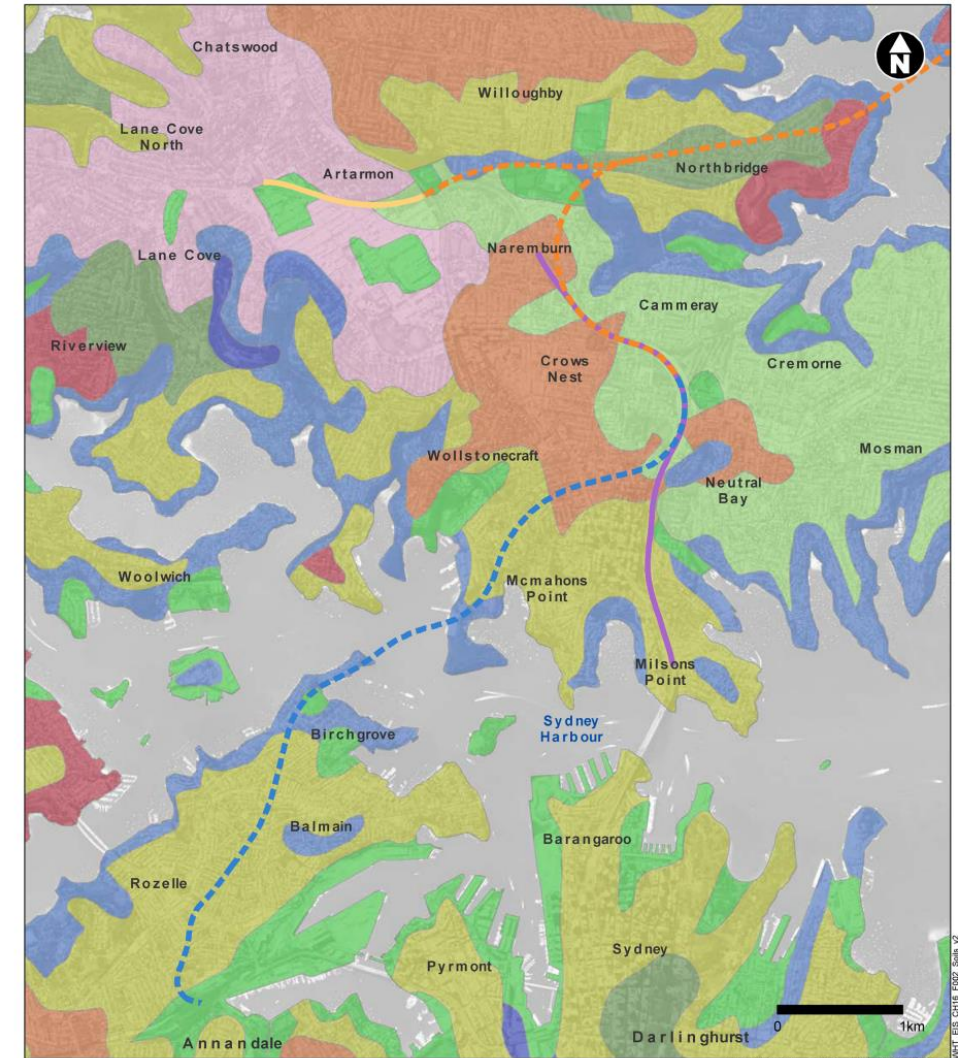 N
Chatswood
Willoughby
Lane Cove
North
Artarmon
Northbridge
Naremburn
Lane Cove
Cammeray
Riverview
Crows
Nest
Cremorne
Wollstonecraft
Mosman
Neutral
Bay
Woolwich
Mcmahons
Point
Milsons
Point
Sydney
Harbour
Birchgrove
Balmain
Barangaroo
Rozelle
Sydney
Pyrmont
Annandale
Darlinghurst
0
1km
WHT_EIS_CH16_F002_Soils_v2